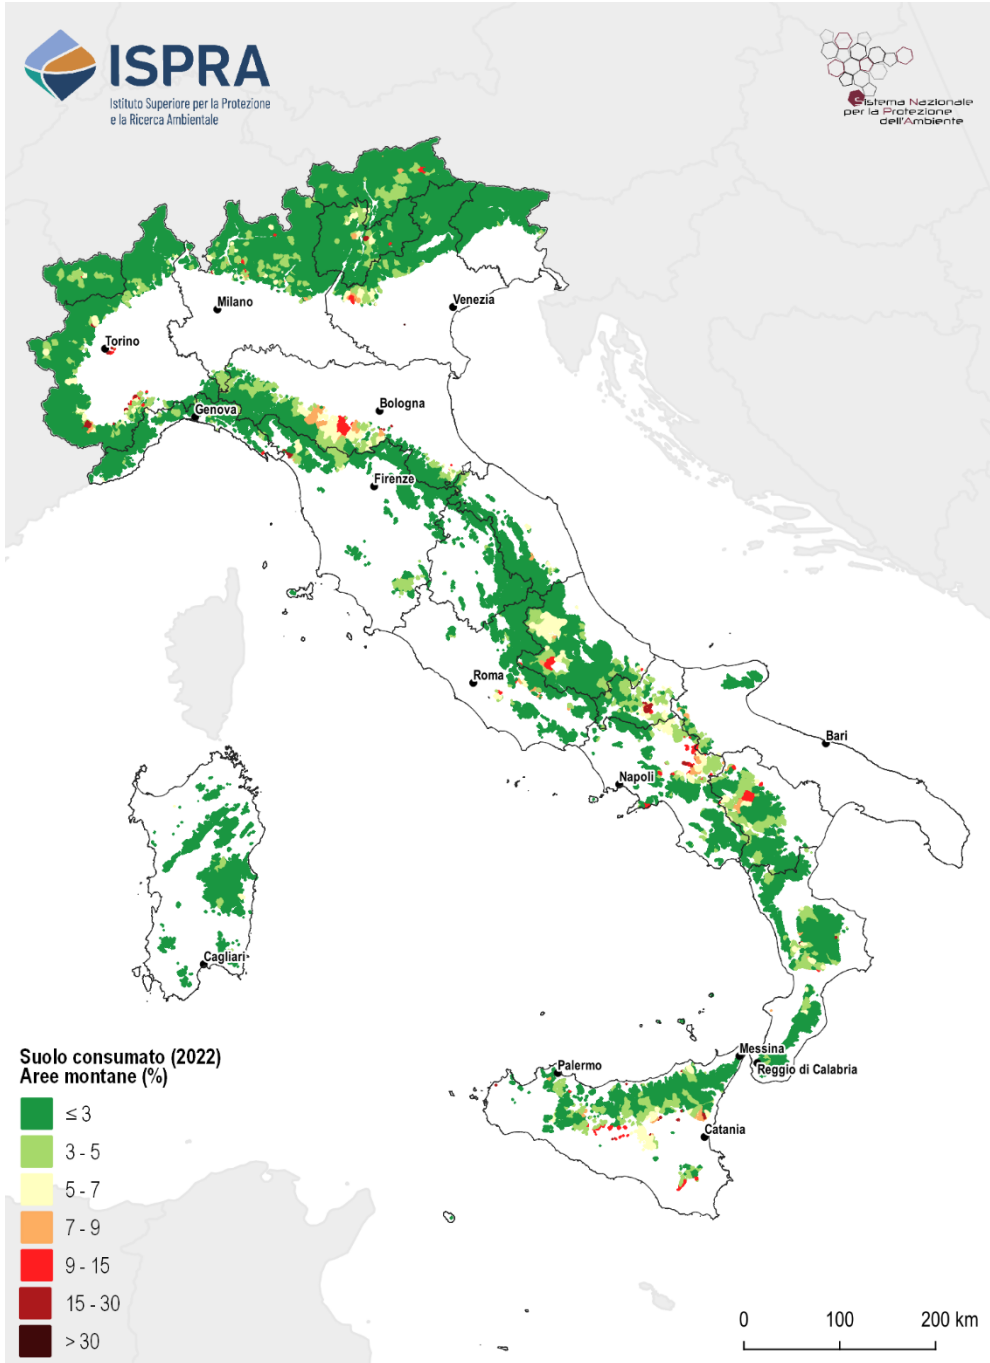 ISPRA
Istituto Superiore per la Protezione
e la Ricerca Ambientale
Sistema Nazionale
per la Protezione
dell'Ambiente
Milano
Venezia
Torino
Genova
Bologna
Firenze
Roma
Bari
Napoli
Cagliari
Messina
Palermo
Reggio di Calabria
Catania
Suolo consumato (2022)
Aree montane (%)
≤ 3
3 - 5
5 - 7
7 - 9
9 - 15
15 - 30
> 30
0 100 200 km